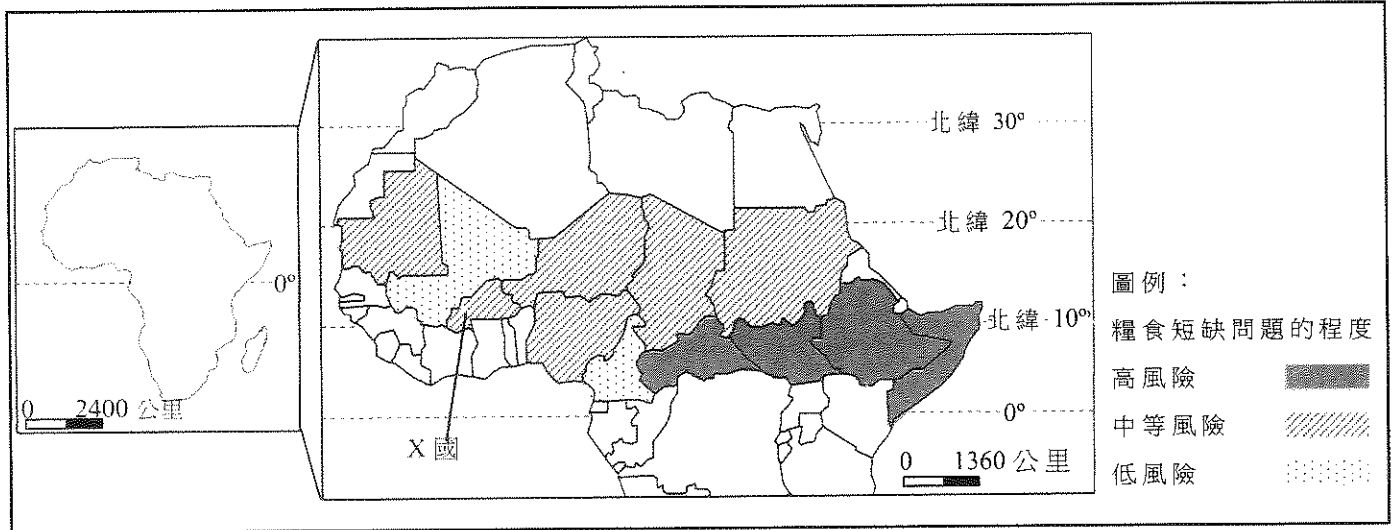 北緯 30°
北緯 20°
北緯 10°
0°
0°
X 國
0 2400 公里
0 1360 公里
圖例：
糧食短缺問題的程度
高風險
中等風險
低風險